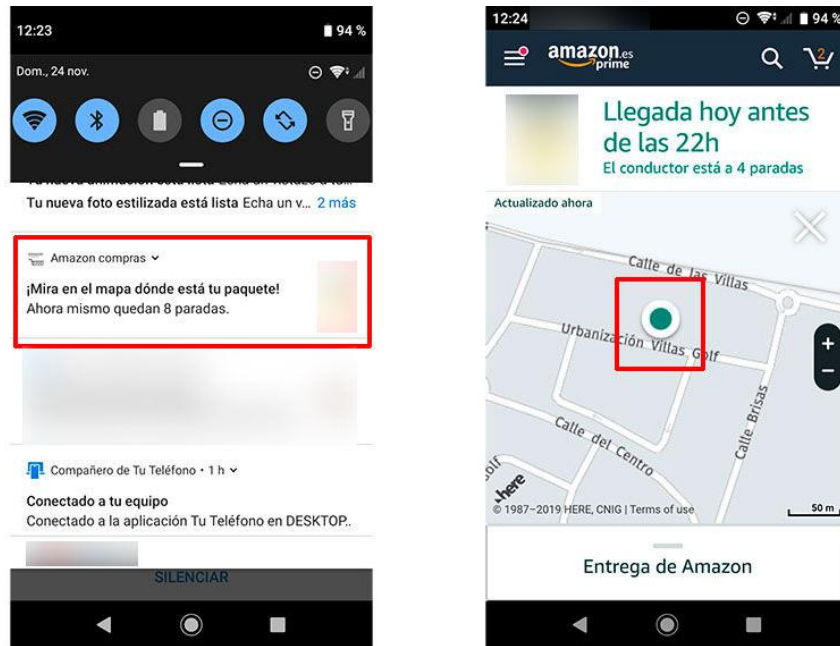 12:23
94 %
Dom., 24 nov.
Tu nueva foto estilizada está lista Echa un v... 2 más
Amazon compras
¡Mira en el mapa dónde está tu paquete!
Ahora mismo quedan 8 paradas.
Compañero de Tu Teléfono • 1 h
Conectado a tu equipo
Conectado a la aplicación Tu Teléfono en DESKTOP..
SILENCIAR
12:24
94 %
amazon.es
prime
2
Llegada hoy antes
de las 22h
El conductor está a 4 paradas
Actualizado ahora
Calle de las Villas
Urbanización Villas Golf
Calle Brisas
Calle del Centro
olf
here
© 1987–2019 HERE, CNIG | Terms of use
50 m
+
−
Entrega de Amazon